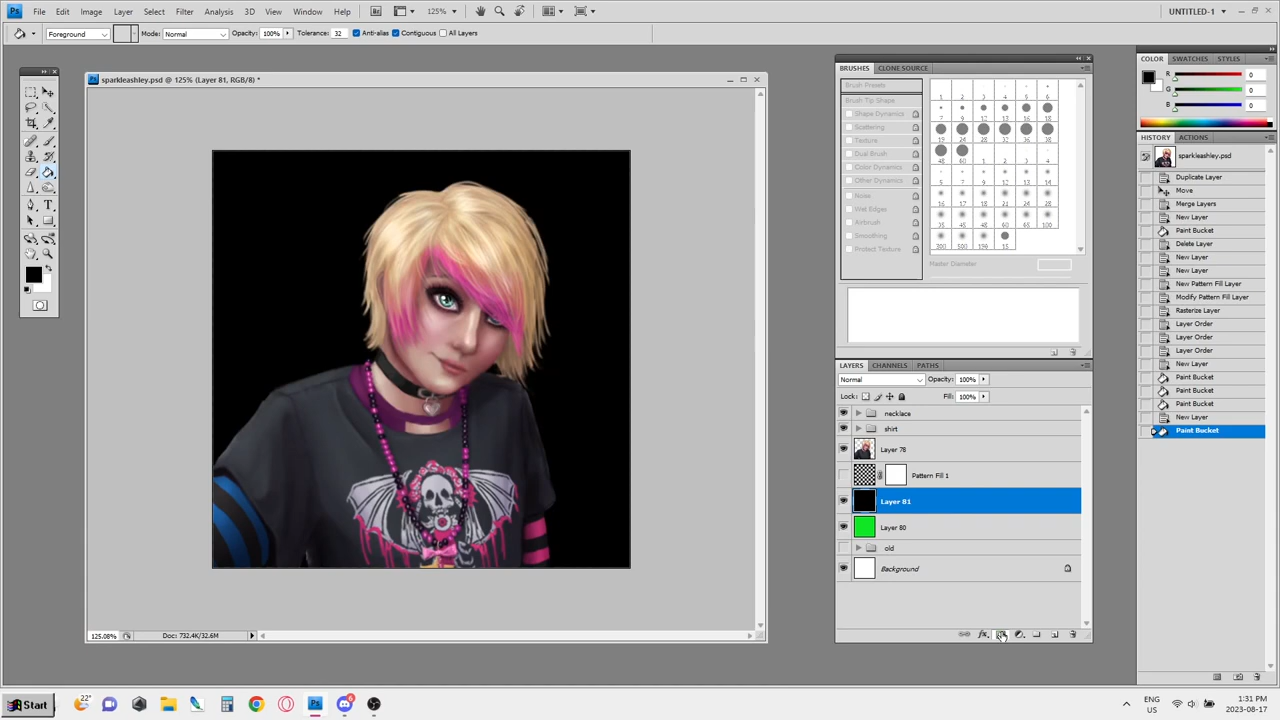 Ps File Edit Image Layer Select Filter Analysis 3D View Window Help 125% UNTITLED-1
Foreground Mode: Normal Opacity: 100% Tolerance: 32 Anti-alias Contiguous All Layers
sparkleashley.psd @ 125% (Layer 81, RGB/8) *
125.08% Doc: 732.4K/32.6M
BRUSHES CLONE SOURCE
Brush Presets
Brush Tip Shape
Shape Dynamics
Scattering
Texture
Dual Brush
Color Dynamics
Other Dynamics
Noise
Wet Edges
Airbrush
Smoothing
Protect Texture
Master Diameter
LAYERS CHANNELS PATHS
Normal Opacity: 100%
Lock: Fill: 100%
necklace
shirt
Layer 78
Pattern Fill 1
Layer 81
Layer 80
old
Background
COLOR SWATCHES STYLES
R 0
G 0
B 0
HISTORY ACTIONS
sparkleashley.psd
Duplicate Layer
Move
Merge Layers
New Layer
Paint Bucket
Delete Layer
New Layer
New Layer
New Pattern Fill Layer
Modify Pattern Fill Layer
Rasterize Layer
Layer Order
Layer Order
Layer Order
New Layer
Paint Bucket
Paint Bucket
Paint Bucket
New Layer
Paint Bucket
Start 22° Ps 6 ENG US 1:31 PM 2023-08-17